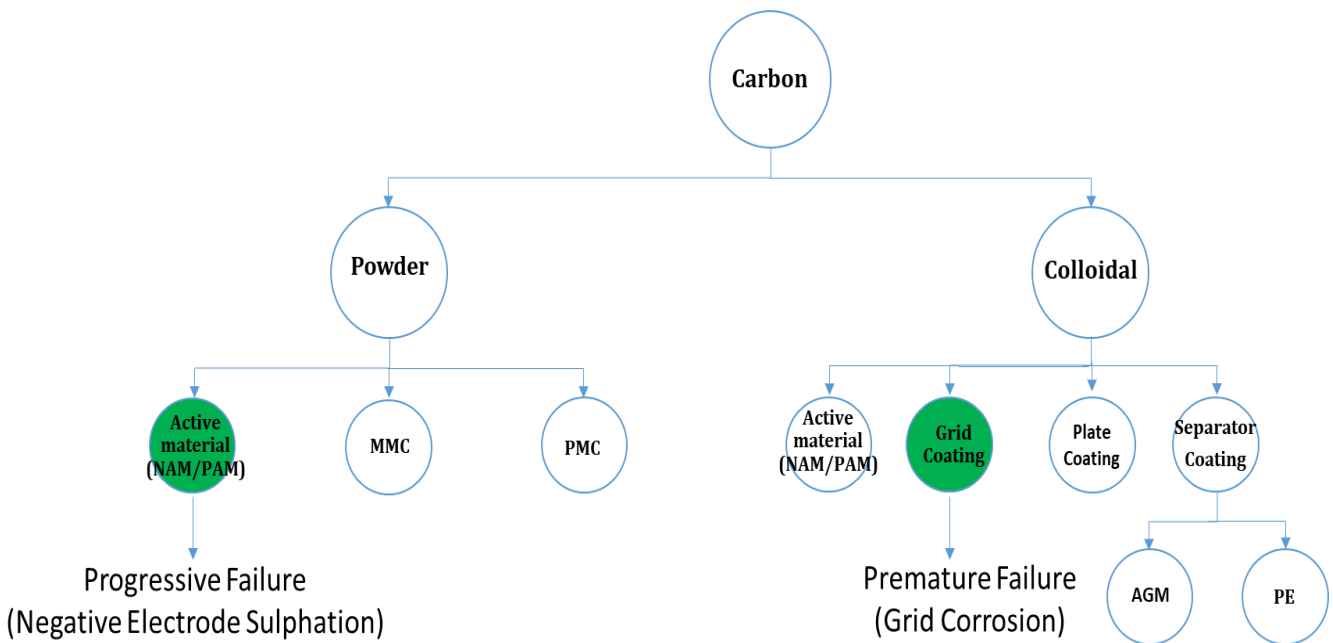 Carbon
Powder
Colloidal
Active
material
(NAM/PAM)
MMC
PMC
Active
material
(NAM/PAM)
Grid
Coating
Plate
Coating
Separator
Coating
Progressive Failure
(Negative Electrode Sulphation)
Premature Failure
(Grid Corrosion)
AGM
PE